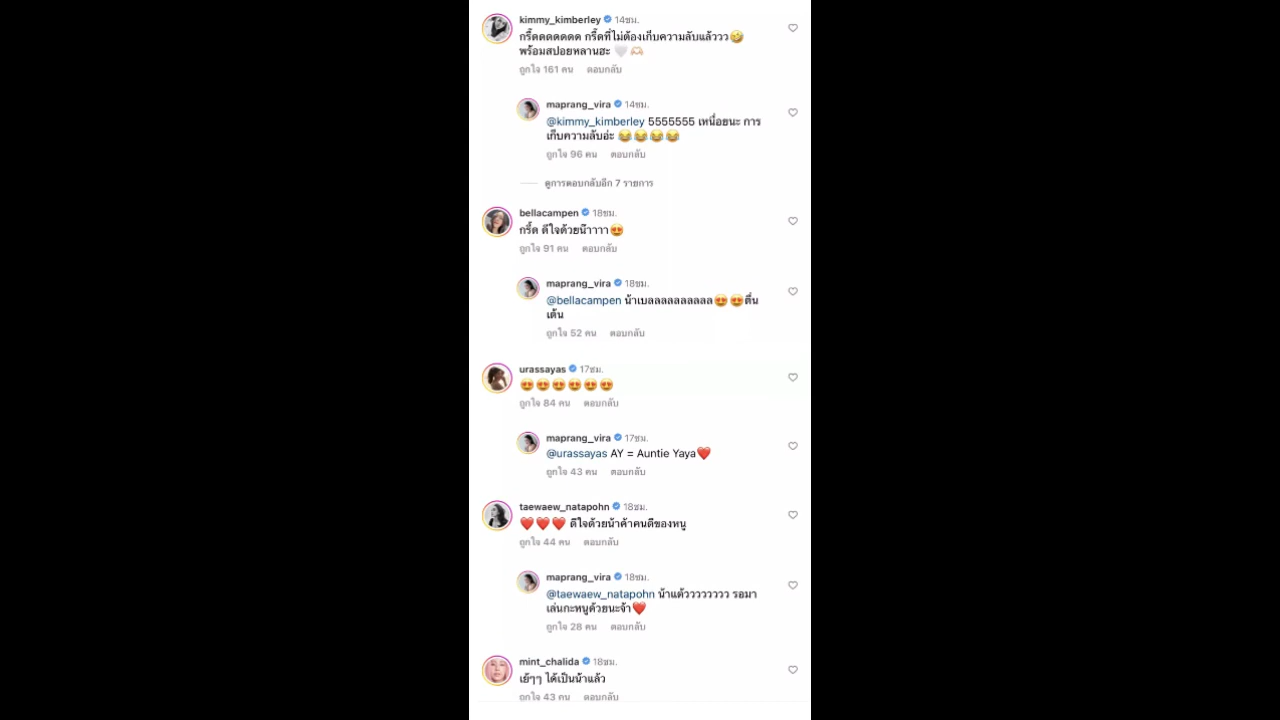 kimmy_kimberley 14ชม.
กรี๊ดดดดดดด กรี๊ดที่ไม่ต้องเก็บความลับแล้ววว🤣
พร้อมสปอยหลานฮะ 🤍🫶🏻
ถูกใจ 161 คน ตอบกลับ
maprang_vira 14ชม.
@kimmy_kimberley 5555555 เหนื่อยนะ การ
เก็บความลับอ่ะ 😂😂😂😂
ถูกใจ 96 คน ตอบกลับ
ดูการตอบกลับอีก 7 รายการ
bellacampen 18ชม.
กรี๊ด ดีใจด้วยน๊าาาา😍
ถูกใจ 91 คน ตอบกลับ
maprang_vira 18ชม.
@bellacampen น้าเบลลลลลลลลลล😍😍ตื่น
เต้น
ถูกใจ 52 คน ตอบกลับ
urassayas 17ชม.
😍😍😍😍😍😍
ถูกใจ 84 คน ตอบกลับ
maprang_vira 17ชม.
@urassayas AY = Auntie Yaya❤️
ถูกใจ 43 คน ตอบกลับ
taewaew_natapohn 18ชม.
❤️❤️❤️ ดีใจด้วยน้าค้าคนดีของหนู
ถูกใจ 44 คน ตอบกลับ
maprang_vira 18ชม.
@taewaew_natapohn น้าแต้วววววววว รอมา
เล่นกะหนูด้วยนะจ้า❤️
ถูกใจ 28 คน ตอบกลับ
mint_chalida 18ชม.
เย้ๆๆ ได้เป็นน้าแล้ว
ถูกใจ 43 คน ตอบกลับ